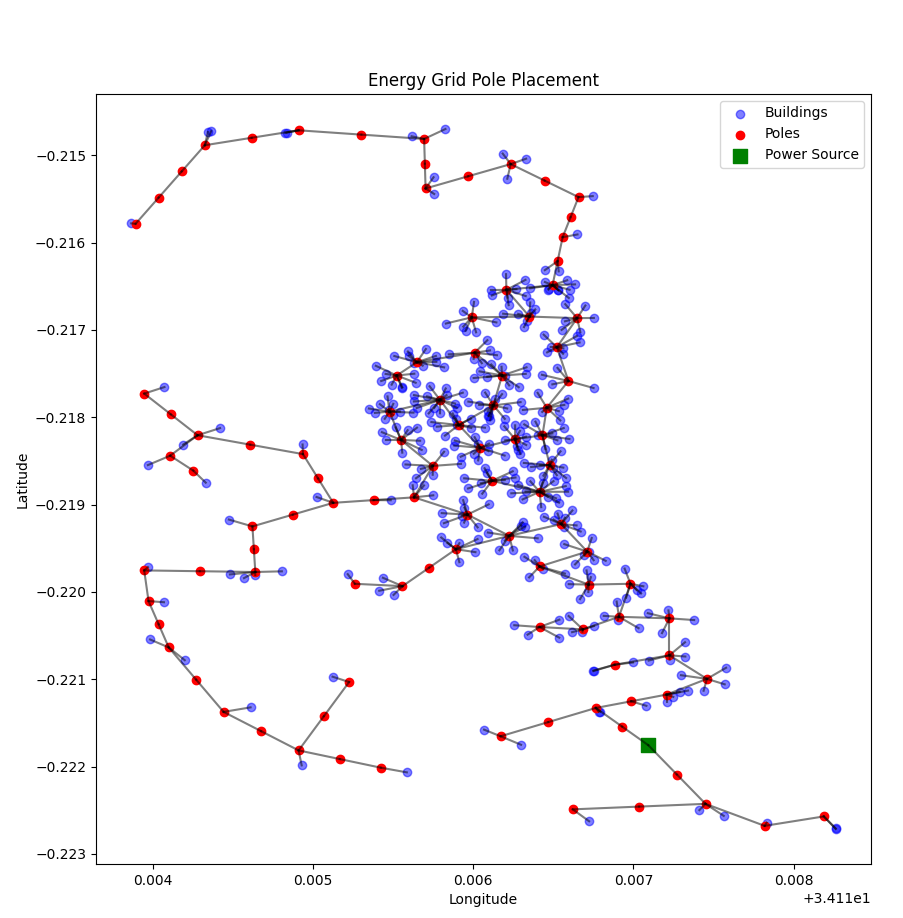 Energy Grid Pole Placement
Buildings
Poles
Power Source
Latitude
−0.215
−0.216
−0.217
−0.218
−0.219
−0.220
−0.221
−0.222
−0.223
0.004 0.005 0.006 0.007 0.008
+3.411e1
Longitude